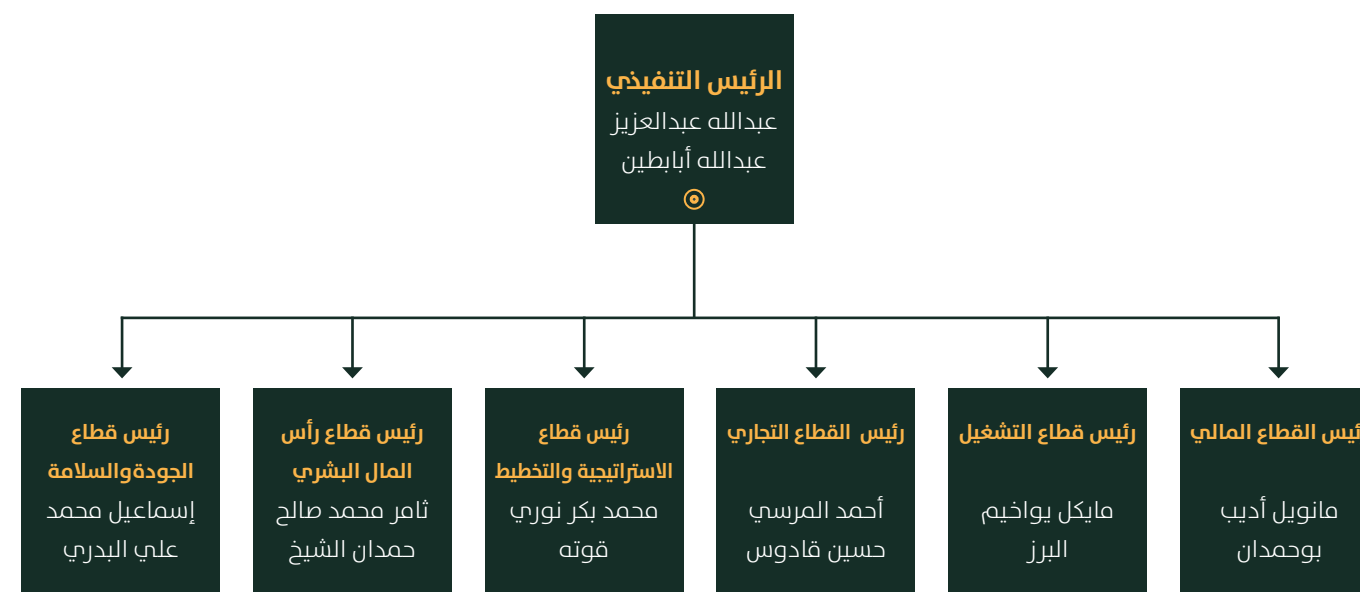 الرئيس التنفيذي
عبدالله عبدالعزيز
عبدالله أبابطين
ئيس القطاع المالي
مانويل أديب
بوحمدان
رئيس قطاع التشغيل
مايكل يواخيم
البرز
رئيس القطاع التجاري
أحمد المرسي
حسين قادوس
رئيس قطاع
الاستراتيجية والتخطيط
محمد بكر نوري
قوته
رئيس قطاع رأس
المال البشري
ثامر محمد صالح
حمدان الشيخ
رئيس قطاع
الجودةوالسلامة
إسماعيل محمد
علي البدري